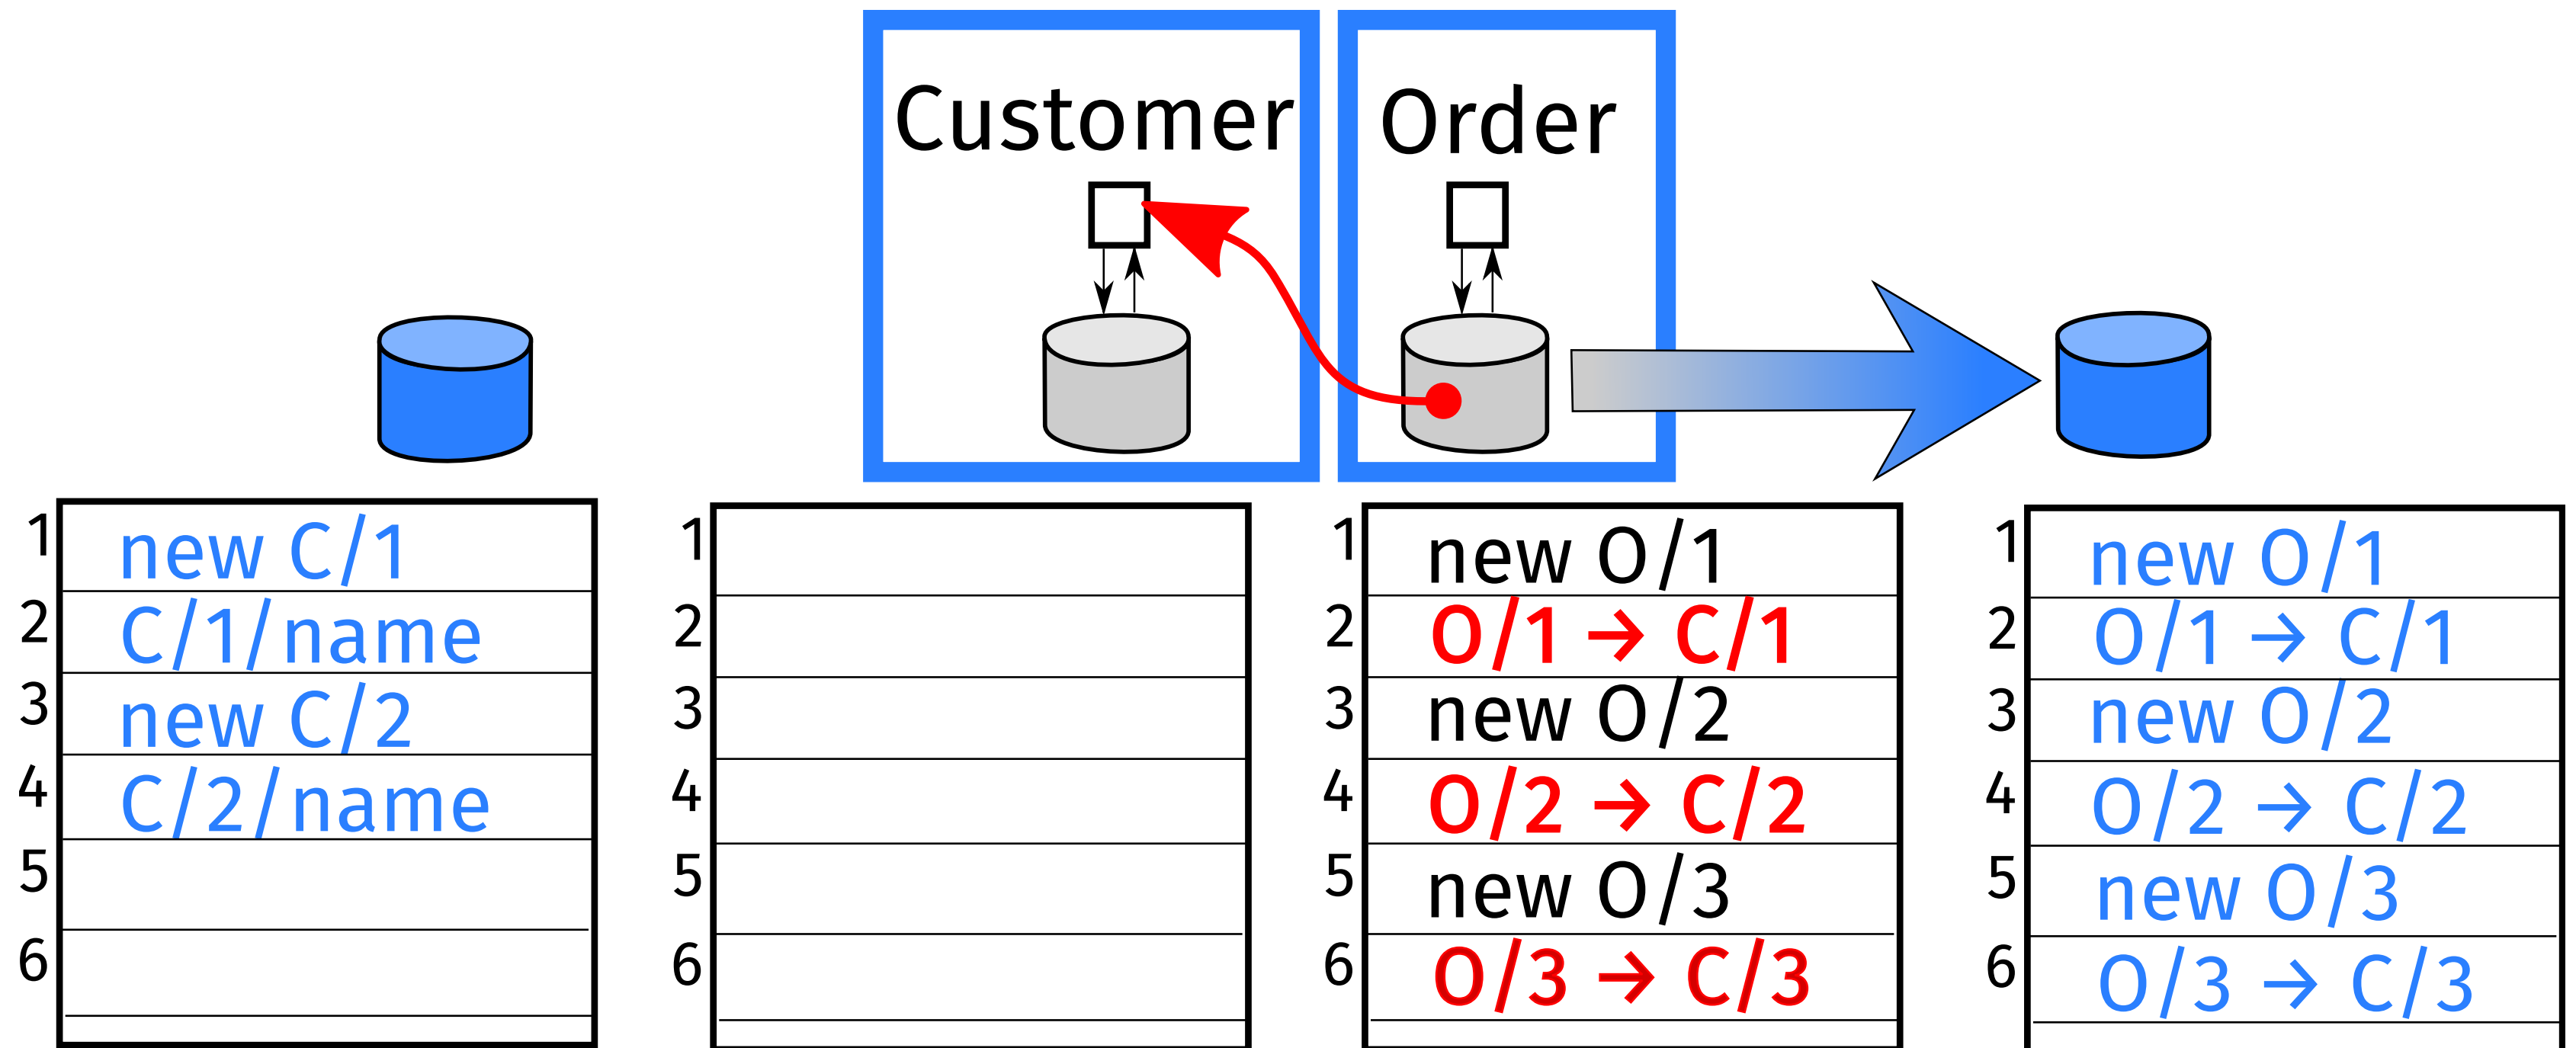 Customer
Order
1 new C/1
2 C/1/name
3 new C/2
4 C/2/name
5
6
1
2
3
4
5
6
1 new O/1
2 O/1 → C/1
3 new O/2
4 O/2 → C/2
5 new O/3
6 O/3 → C/3
1 new O/1
2 O/1 → C/1
3 new O/2
4 O/2 → C/2
5 new O/3
6 O/3 → C/3